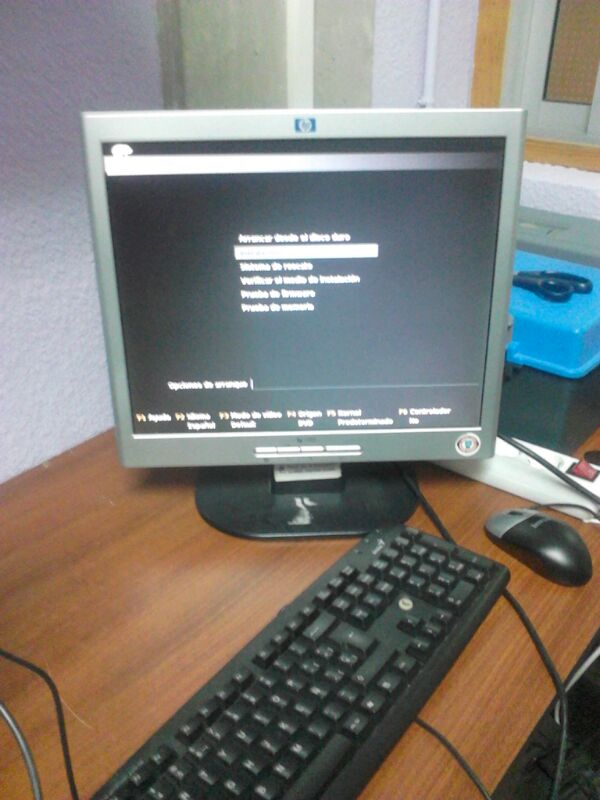 hp
Arrancar desde el disco duro
Sistema de rescate
Verificar el medio de instalación
Prueba de firmware
Prueba de memoria
Opciones de arranque
F1 Ayuda F2 Idioma F3 Modo de vídeo F4 Origen F5 Kernel F6 Controlador
Español Default DVD Predeterminado No